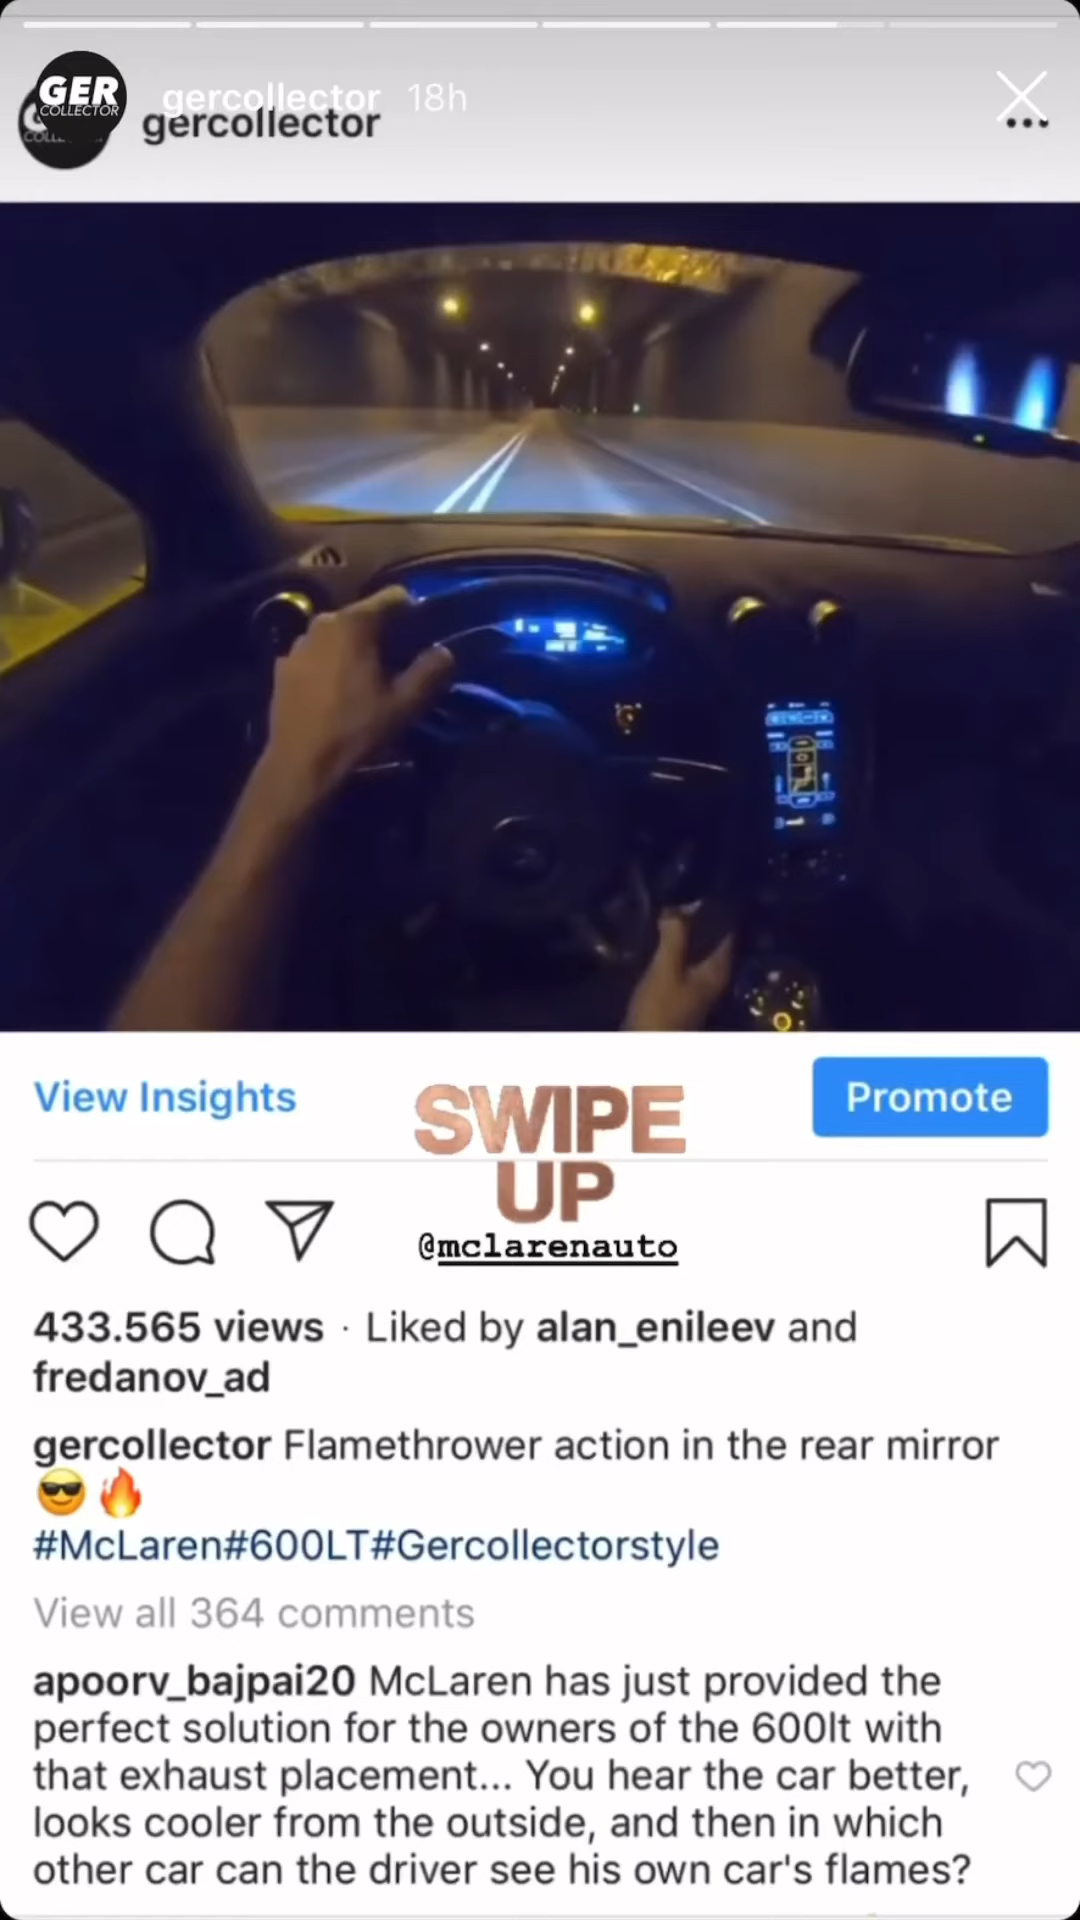 GER
COLLECTOR
gercollector 18h
gercollector
View Insights
SWIPE
UP
Promote
@mclarenauto
433.565 views · Liked by alan_enileev and
fredanov_ad
gercollector Flamethrower action in the rear mirror
😎🔥
#McLaren#600LT#Gercollectorstyle
View all 364 comments
apoorv_bajpai20 McLaren has just provided the
perfect solution for the owners of the 600lt with
that exhaust placement... You hear the car better,
looks cooler from the outside, and then in which
other car can the driver see his own car's flames?